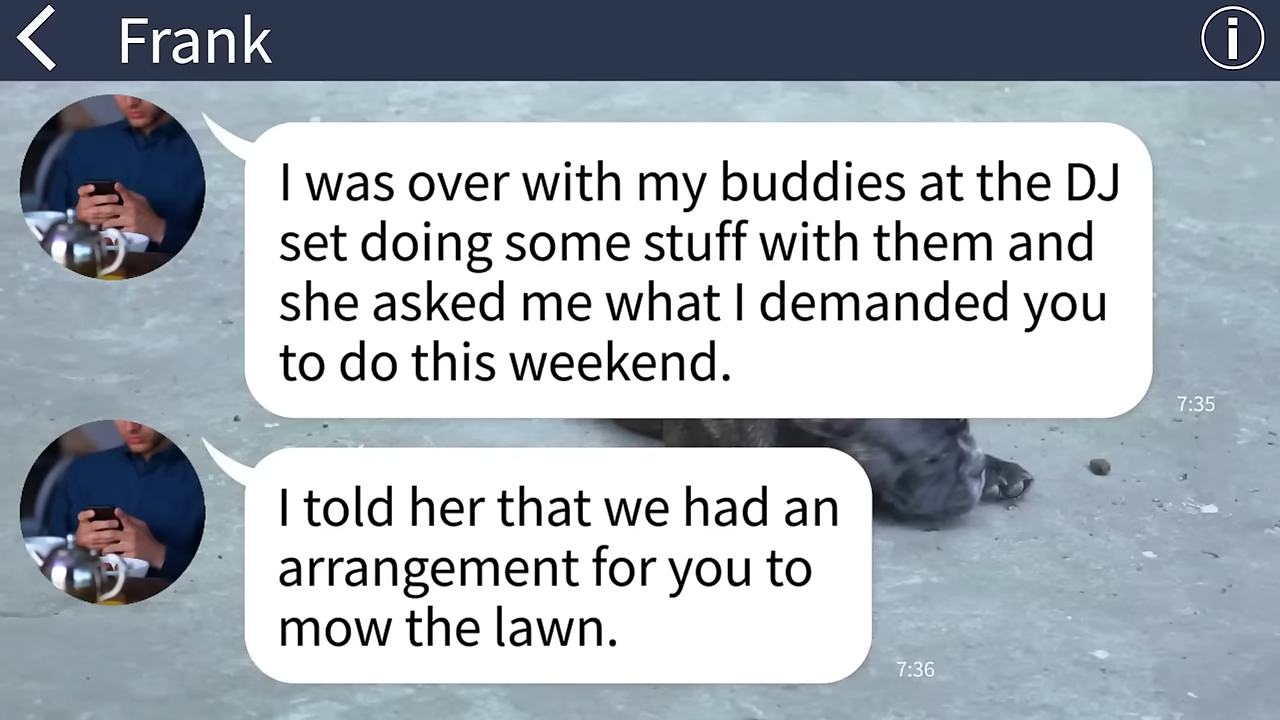 Frank
I was over with my buddies at the DJ
set doing some stuff with them and
she asked me what I demanded you
to do this weekend.
7:35
I told her that we had an
arrangement for you to
mow the lawn.
7:36